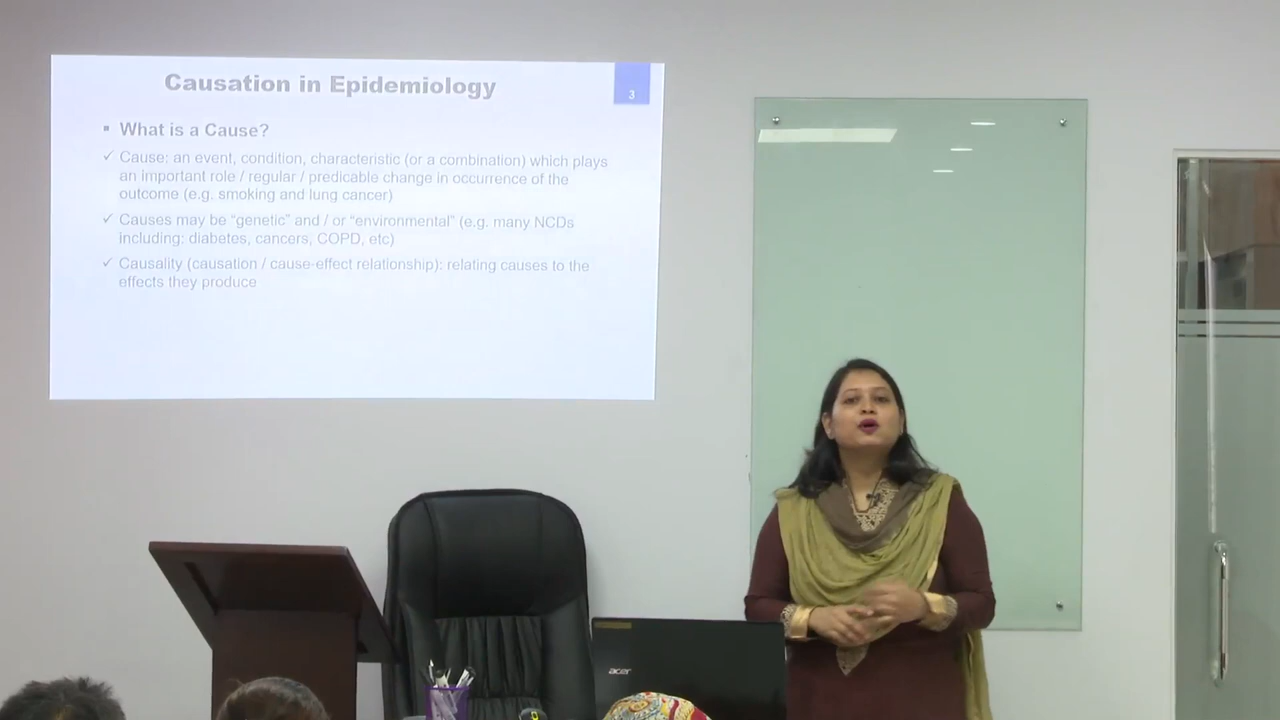 Causation in Epidemiology
3
▪ What is a Cause?
✓ Cause: an event, condition, characteristic (or a combination) which plays
an important role / regular / predicable change in occurrence of the
outcome (e.g. smoking and lung cancer)
✓ Causes may be “genetic” and / or “environmental” (e.g. many NCDs
including: diabetes, cancers, COPD, etc)
✓ Causality (causation / cause-effect relationship): relating causes to the
effects they produce
acer